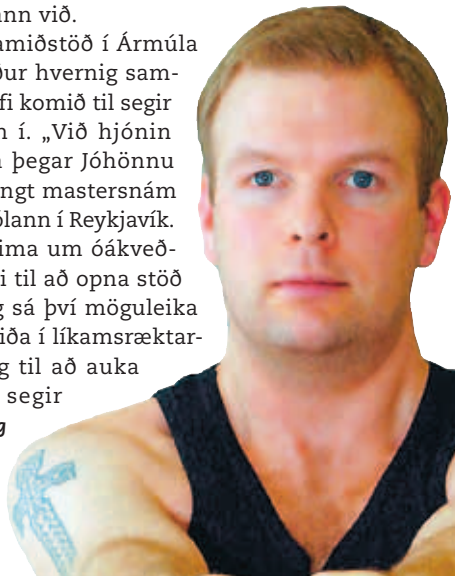 ann við.
amiðstöð í Ármúla
ður hvernig sam-
fi komið til segir
n í. „Við hjónin
þegar Jóhönnu
ngt mastersnám
ólann í Reykjavík.
ima um óákveð-
i til að opna stöð
g sá því möguleika
iða í líkamsræktar-
g til að auka
segir
g